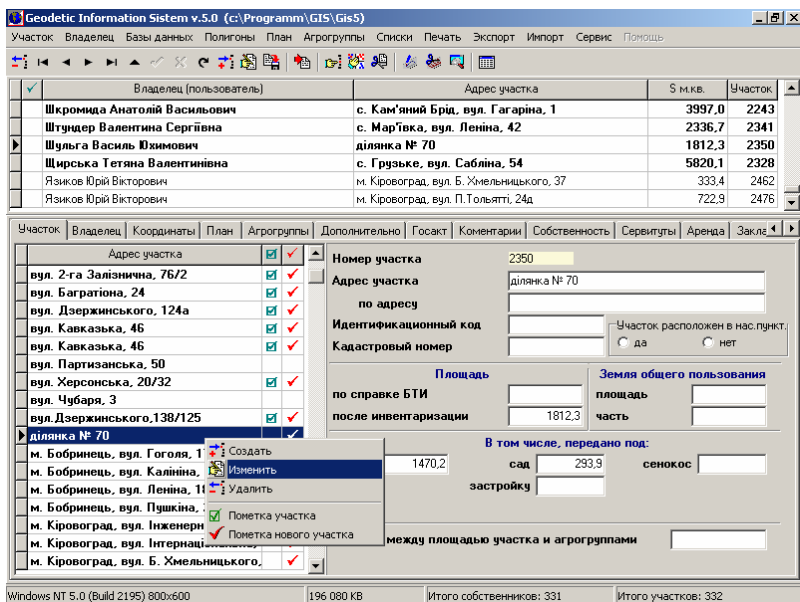 Geodetic Information Sistem v.5.0 (c:\Programm\GIS\Gis5)
Участок Владелец Базы данных Полигоны План Агрогруппы Списки Печать Экспорт Импорт Сервис Помощь
Владелец (пользователь) Адрес участка S м.кв. Участок
Шкромида Анатолій Васильович с. Кам'яний Брід, вул. Гагаріна, 1 3997,0 2243
Штундер Валентина Сергіївна с. Мар'ївка, вул. Леніна, 42 2336,7 2341
Шульга Василь Юхимович ділянка № 70 1812,3 2350
Щирська Тетяна Валентинівна с. Грузьке, вул. Сабліна, 54 5820,1 2328
Язиков Юрій Вікторович м. Кіровоград, вул. Б. Хмельницького, 37 333,4 2462
Язиков Юрій Вікторович м. Кіровоград, вул. П.Тольятті, 24д 722,9 2476
Участок Владелец Координаты План Агрогруппы Дополнительно Госакт Коментарии Собственность Сервитуты Аренда Закла
Адрес участка
вул. 2-га Залізнична, 76/2
вул. Багратіона, 24
вул. Дзержинського, 124а
вул. Кавказька, 46
вул. Кавказька, 46
вул. Партизанська, 50
вул. Херсонська, 20/32
вул. Чубаря, 3
вул.Дзержинського,138/125
ділянка № 70
м. Бобринець, вул. Гоголя, 1
м. Бобринець, вул. Калініна,
м. Бобринець, вул. Леніна, 18
м. Бобринець, вул. Пушкіна,
м. Кіровоград, вул. Інженерн
м. Кіровоград, вул. Інтернаціональна,
м. Кіровоград, вул. Б. Хмельницького,
Создать
Изменить
Удалить
Пометка участка
Пометка нового участка
Номер участка 2350
Адрес участка ділянка № 70
по адресу
Идентификационный код
Кадастровый номер
Участок расположен в нас.пункт.
да нет
Площадь Земля общего пользования
по справке БТИ площадь
после инвентаризации 1812,3 часть
В том числе, передано под:
1470,2 сад 293,9 сенокос
застройку
между площадью участка и агрогруппами
Windows NT 5.0 (Build 2195) 800x600 196 080 KB Итого собственников: 331 Итого участков: 332